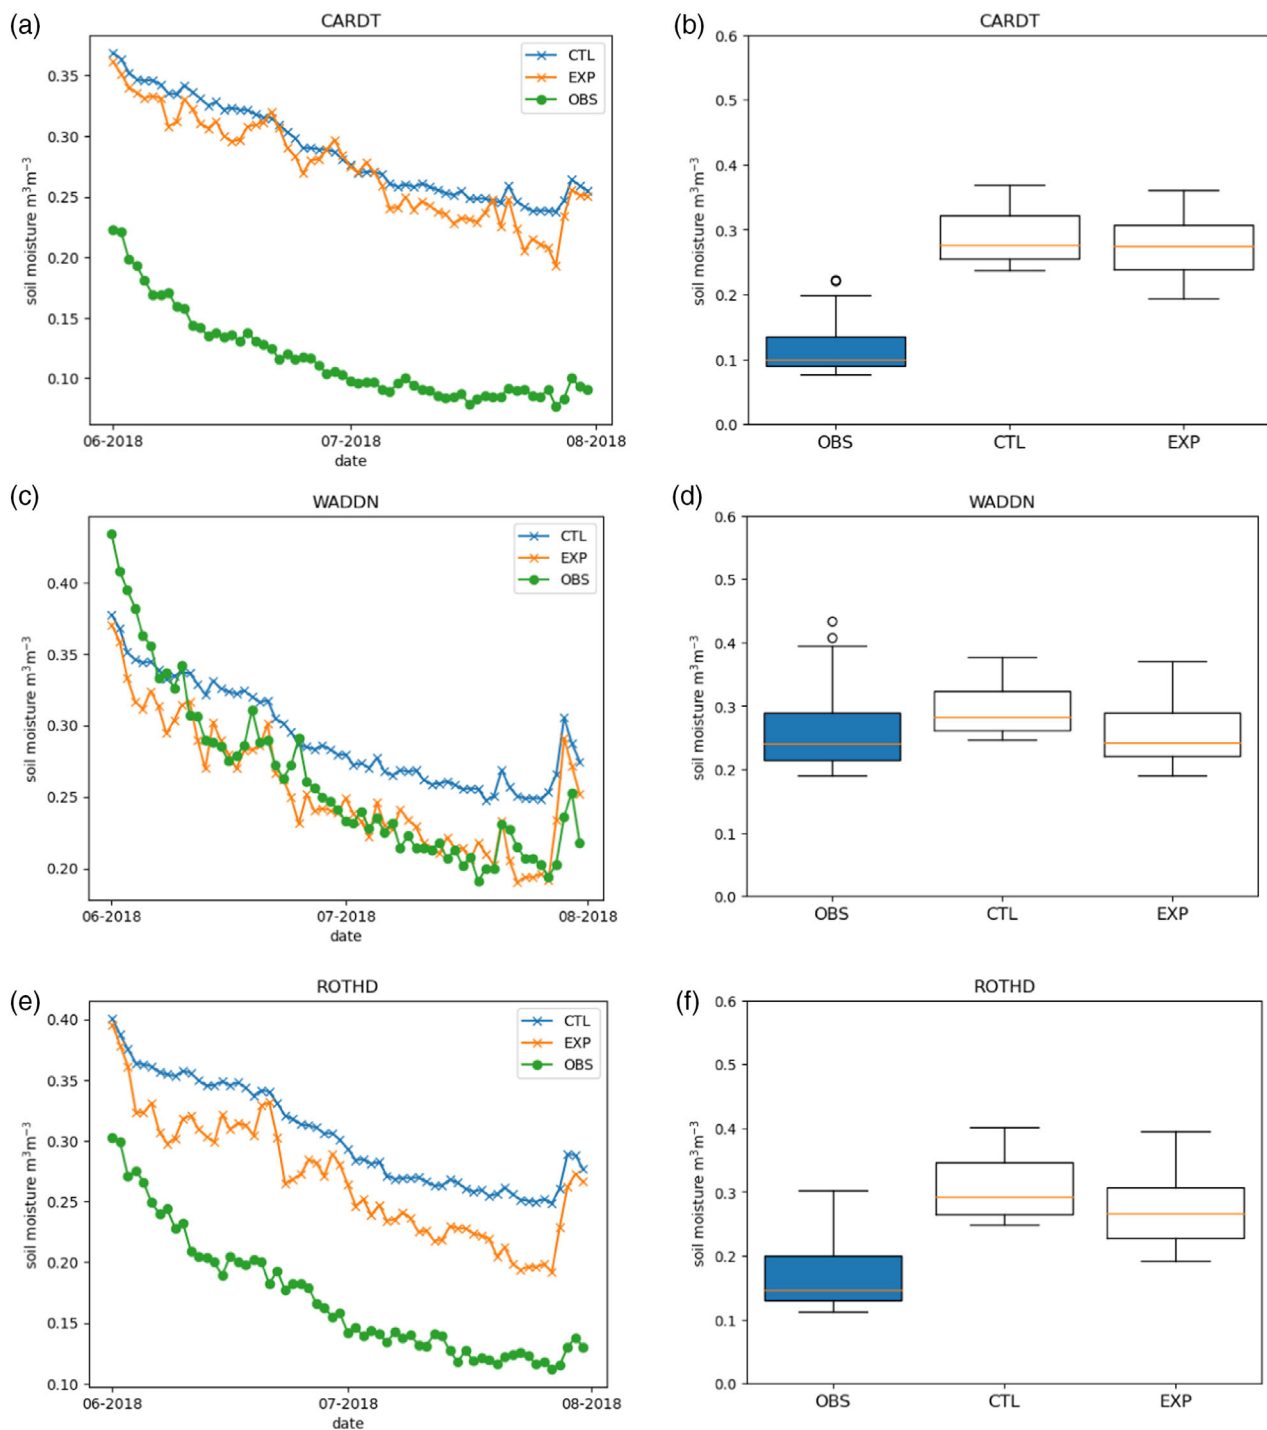 (a)
CARDT
soil moisture m³m⁻³
0.35
0.30
0.25
0.20
0.15
0.10
CTL
EXP
OBS
06-2018 07-2018 08-2018
date
(b)
CARDT
soil moisture m³m⁻³
0.6
0.5
0.4
0.3
0.2
0.1
0.0
OBS CTL EXP
(c)
WADDN
soil moisture m³m⁻³
0.40
0.35
0.30
0.25
0.20
CTL
EXP
OBS
06-2018 07-2018 08-2018
date
(d)
WADDN
soil moisture m³m⁻³
0.6
0.5
0.4
0.3
0.2
0.1
0.0
OBS CTL EXP
(e)
ROTHD
soil moisture m³m⁻³
0.40
0.35
0.30
0.25
0.20
0.15
0.10
CTL
EXP
OBS
06-2018 07-2018 08-2018
date
(f)
ROTHD
soil moisture m³m⁻³
0.6
0.5
0.4
0.3
0.2
0.1
0.0
OBS CTL EXP